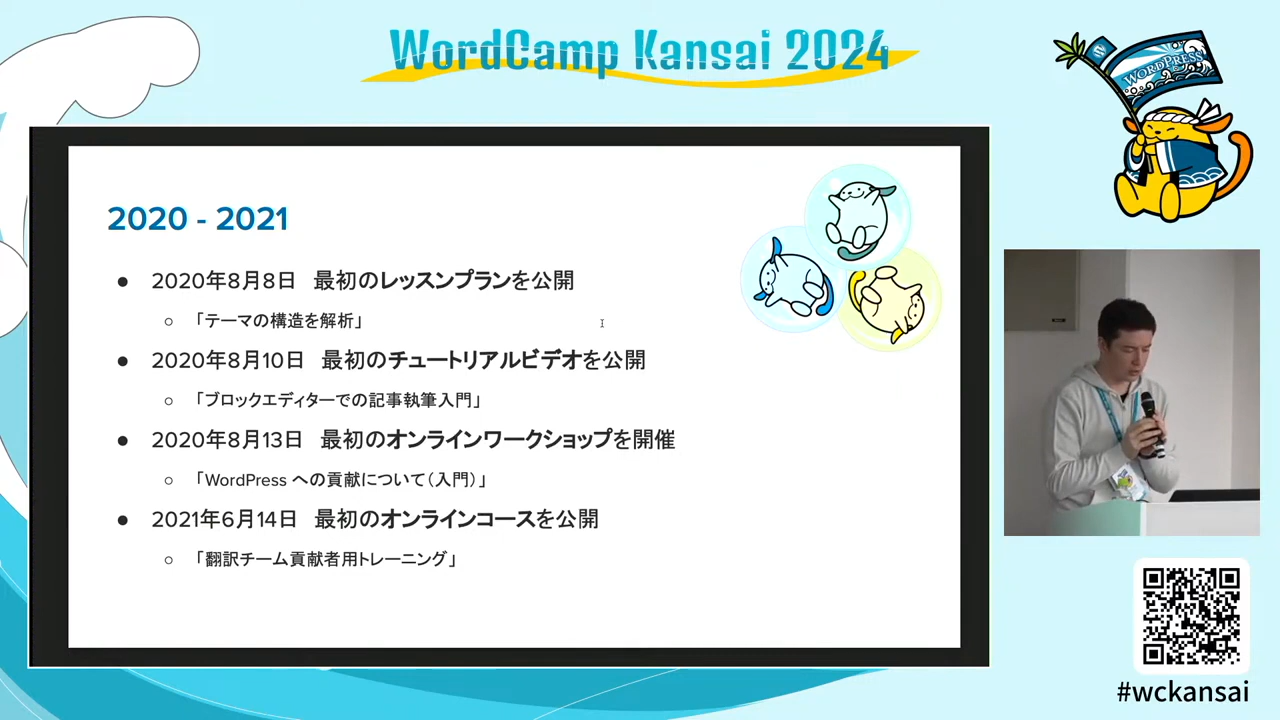 WordCamp Kansai 2024
WORDPRESS
2020 - 2021
● 2020年8月8日　最初のレッスンプランを公開
○ 「テーマの構造を解析」
● 2020年8月10日　最初のチュートリアルビデオを公開
○ 「ブロックエディターでの記事執筆入門」
● 2020年8月13日　最初のオンラインワークショップを開催
○ 「WordPress への貢献について（入門）」
● 2021年6月14日　最初のオンラインコースを公開
○ 「翻訳チーム貢献者用トレーニング」
#wckansai